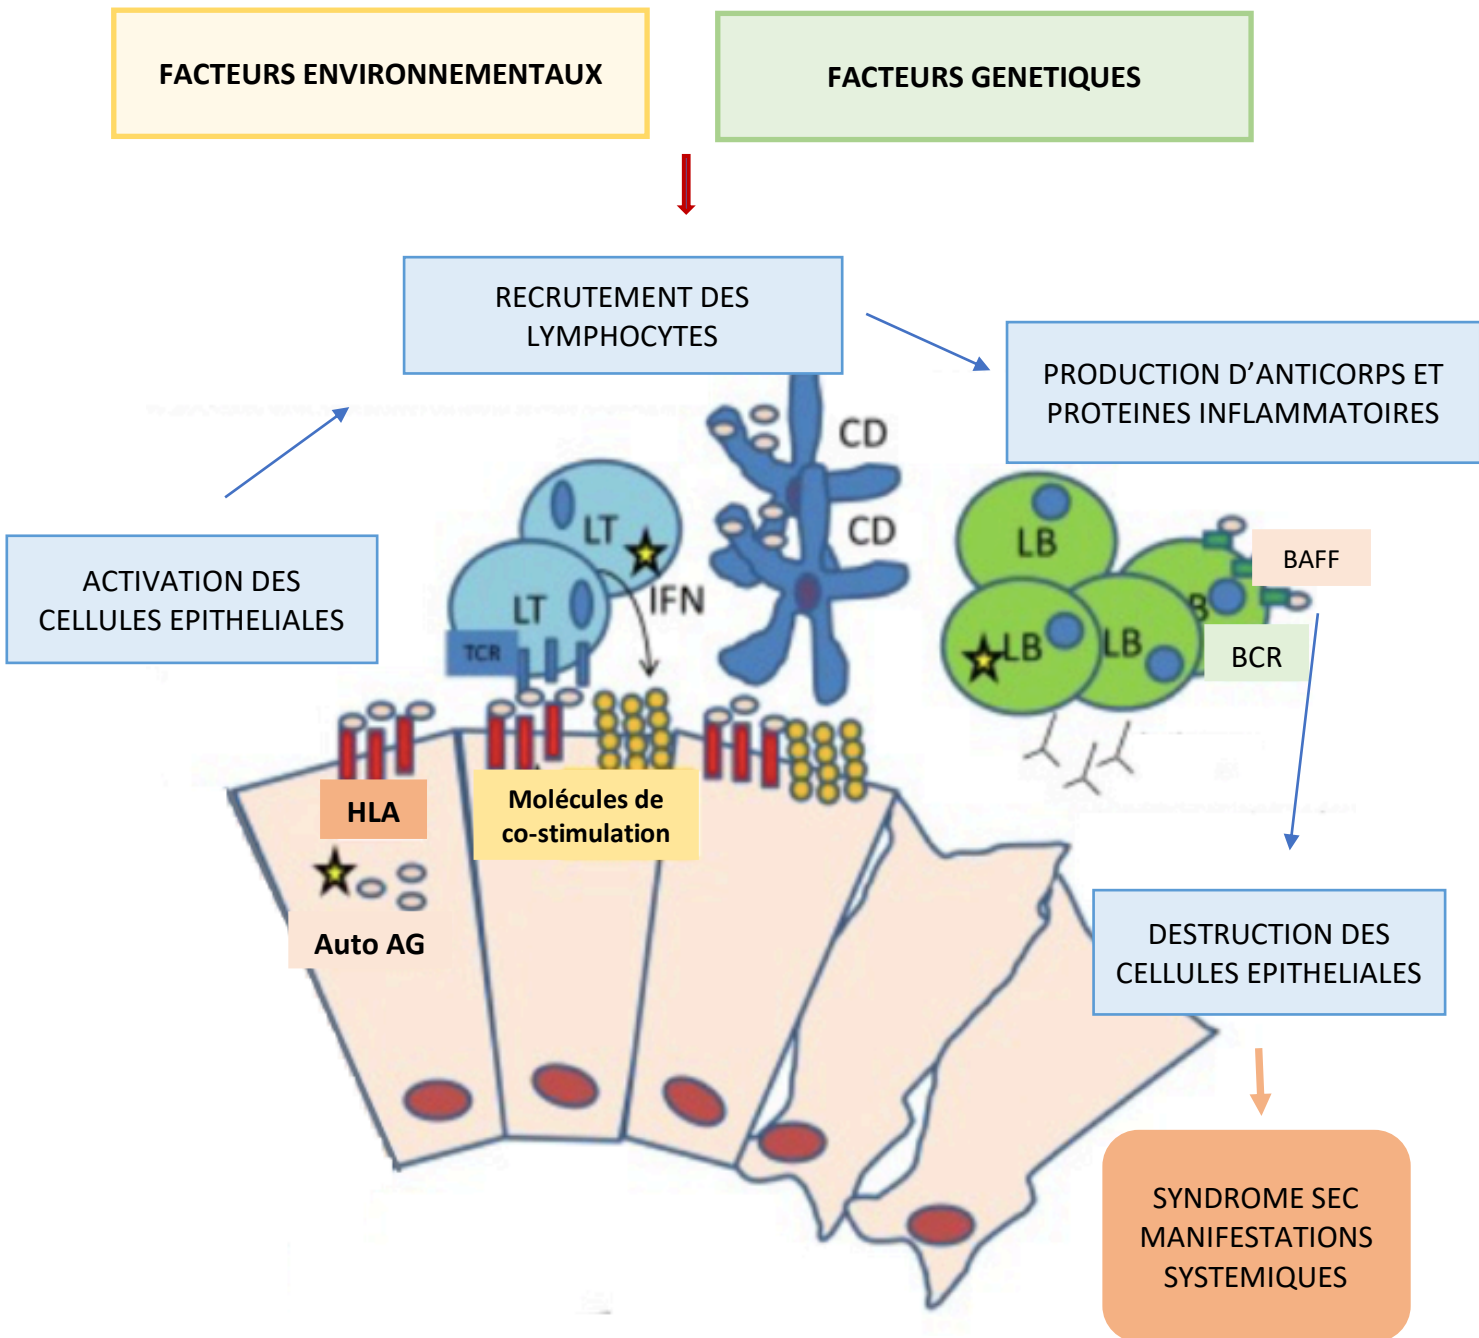 FACTEURS ENVIRONNEMENTAUX
FACTEURS GENETIQUES
RECRUTEMENT DES
LYMPHOCYTES
PRODUCTION D’ANTICORPS ET
PROTEINES INFLAMMATOIRES
ACTIVATION DES
CELLULES EPITHELIALES
CD
CD
LT
LT
IFN
TCR
LB
LB
LB
B
BAFF
BCR
HLA
Molécules de
co-stimulation
Auto AG
DESTRUCTION DES
CELLULES EPITHELIALES
SYNDROME SEC
MANIFESTATIONS
SYSTEMIQUES